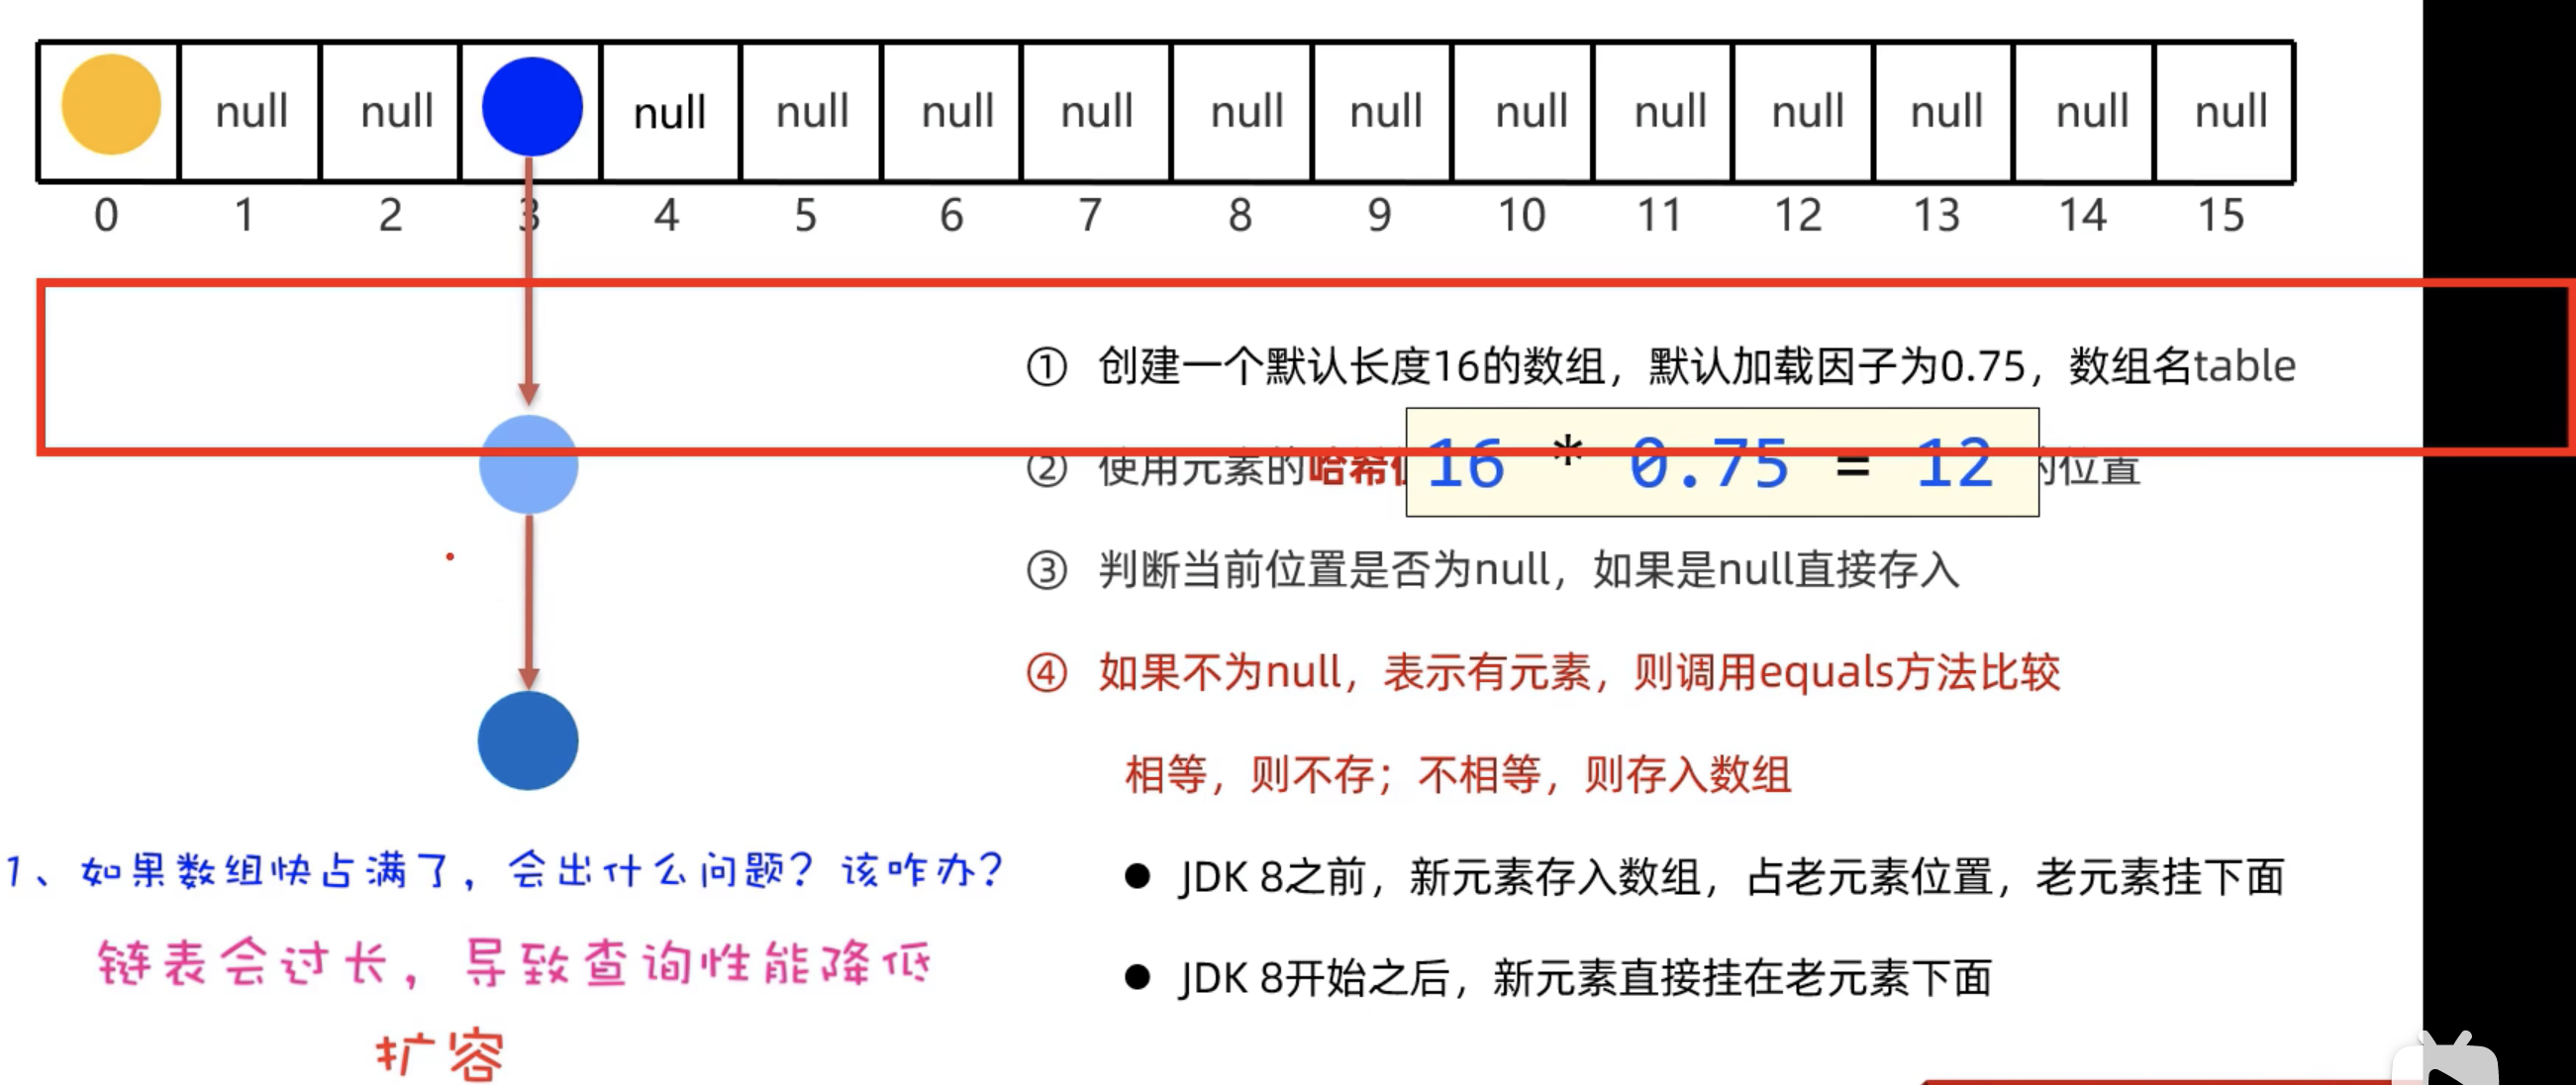 null null null null null null null null null null null null null null
0 1 2 3 4 5 6 7 8 9 10 11 12 13 14 15
① 创建一个默认长度16的数组，默认加载因子为0.75，数组名table
② 使用元素的哈希
16 * 0.75 = 12
的位置
③ 判断当前位置是否为null，如果是null直接存入
④ 如果不为null，表示有元素，则调用equals方法比较
相等，则不存；不相等，则存入数组
● JDK 8之前，新元素存入数组，占老元素位置，老元素挂下面
● JDK 8开始之后，新元素直接挂在老元素下面
1、如果数组快占满了，会出什么问题？该咋办？
链表会过长，导致查询性能降低
扩容